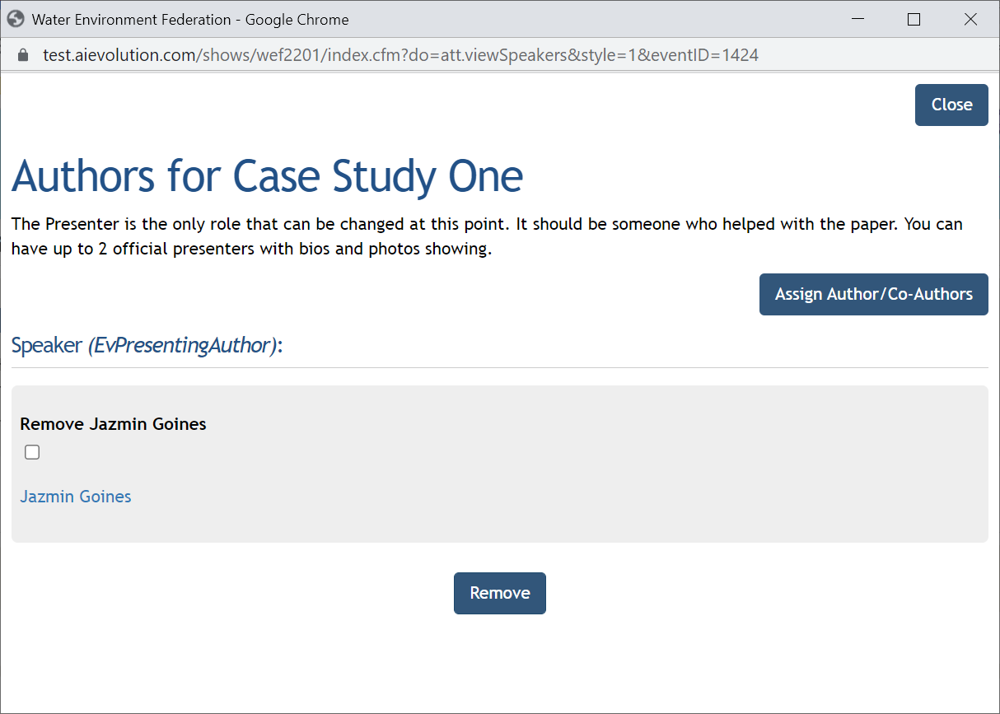 Water Environment Federation - Google Chrome
test.aievolution.com/shows/wef2201/index.cfm?do=att.viewSpeakers&style=1&eventID=1424
Close
Authors for Case Study One
The Presenter is the only role that can be changed at this point. It should be someone who helped with the paper. You can
have up to 2 official presenters with bios and photos showing.
Assign Author/Co-Authors
Speaker (EvPresentingAuthor):
Remove Jazmin Goines
Jazmin Goines
Remove